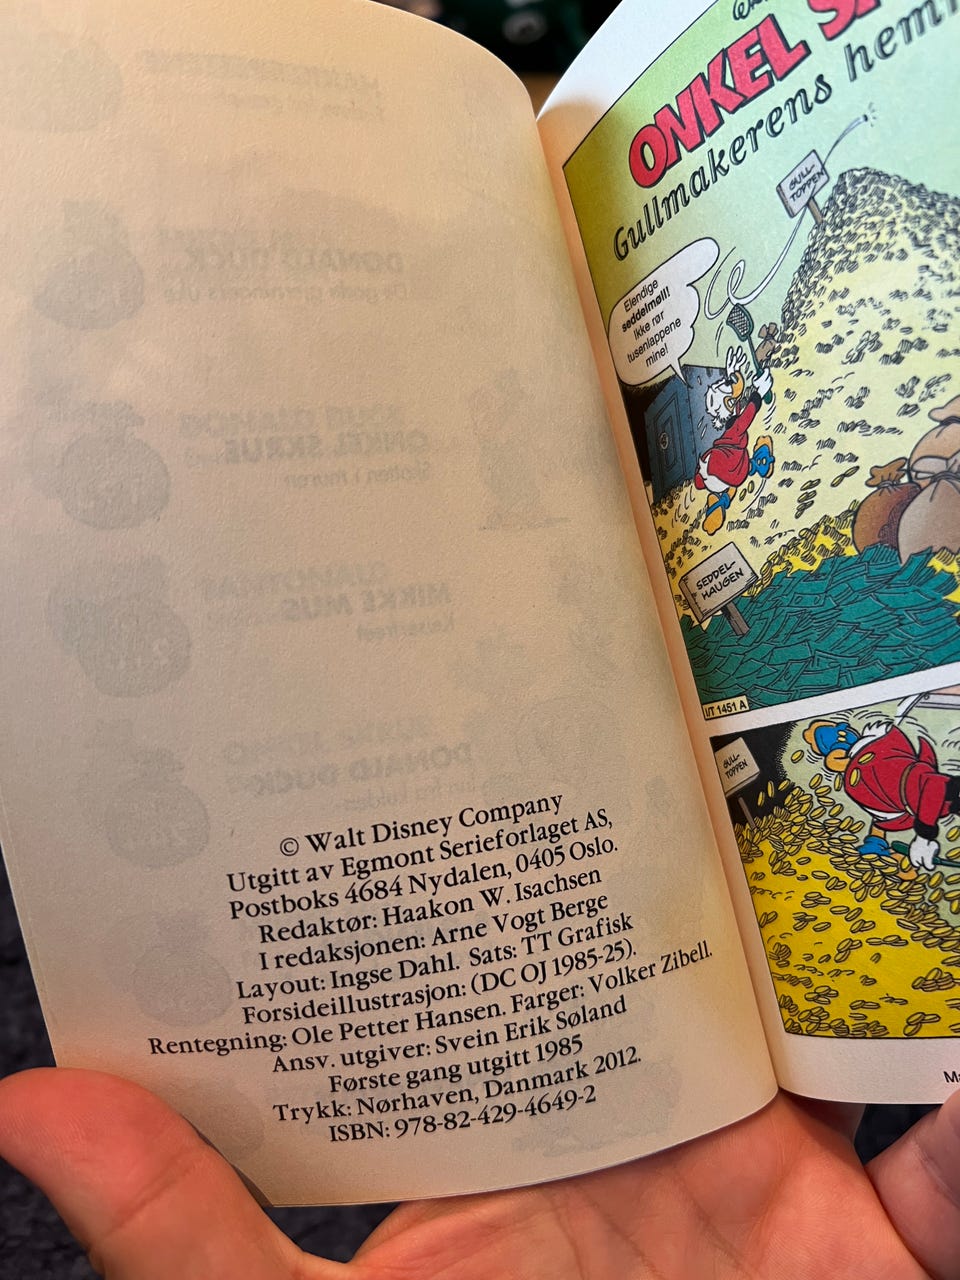 © Walt Disney Company
Utgitt av Egmont Serieforlaget AS,
Postboks 4684 Nydalen, 0405 Oslo.
Redaktør: Haakon W. Isachsen
I redaksjonen: Arne Vogt Berge
Layout: Ingse Dahl. Sats: TT Grafisk
Forsideillustrasjon: (DC OJ 1985-25).
Rentegning: Ole Petter Hansen. Farger: Volker Zibell.
Ansv. utgiver: Svein Erik Søland
Første gang utgitt 1985
Trykk: Nørhaven, Danmark 2012.
ISBN: 978-82-429-4649-2
ONKEL
Gullmakerens
GULL-
TOPPEN
Elendige
seddelmøll!
Ikke rør
tusenlappene
mine!
SEDDEL-
HAUGEN
I/T 1451 A
GULL-
TOPPEN